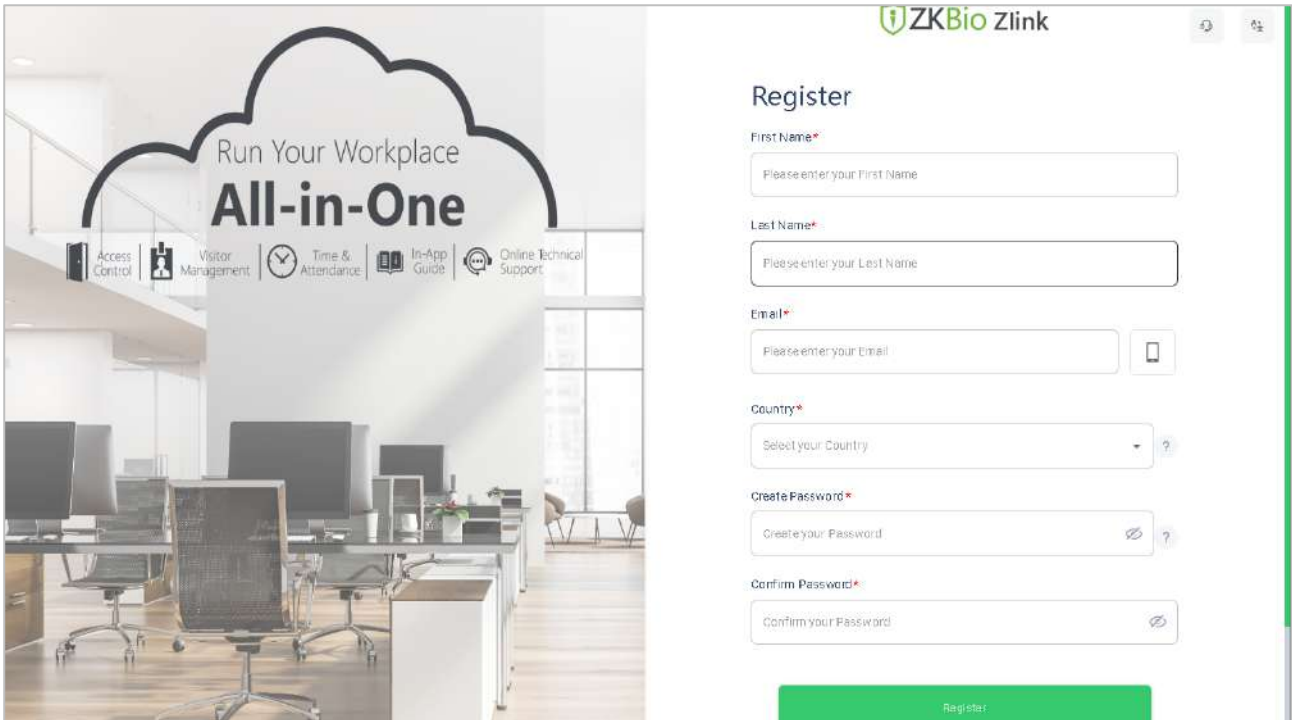 Run Your Workplace
All-in-One
Access Control
Visitor Management
Time & Attendance
In-App Guide
Online Technical Support
ZKBio Zlink
Register
First Name*
Please enter your First Name
Last Name*
Please enter your Last Name
Email*
Please enter your Email
Country*
Select your Country
?
Create Password*
Create your Password
?
Confirm Password*
Confirm your Password
Register